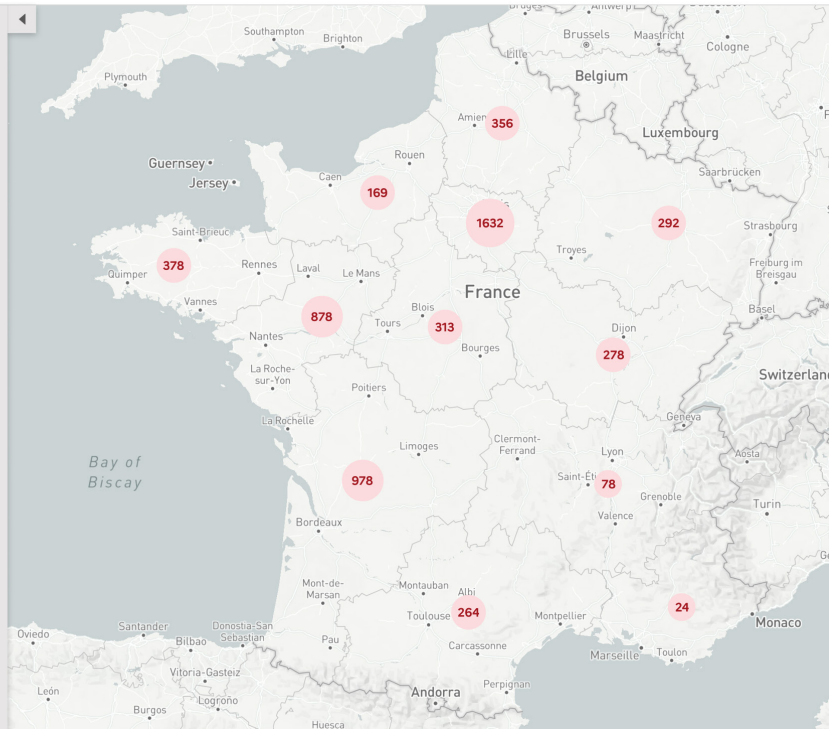 Southampton
Brighton
Plymouth
Brussels
Maastricht
Cologne
Lille
Belgium
Luxembourg
356
Guernsey
Jersey
Rouen
Caen
169
Saarbrücken
1632
292
Strasbourg
Troyes
Saint-Brieuc
378
Quimper
Rennes
Laval
Le Mans
Freiburg im
Breisgau
France
Vannes
878
Blois
Tours
313
Basel
Nantes
Bourges
Dijon
278
La Roche-
sur-Yon
Poitiers
Switzerland
La Rochelle
Geneva
Limoges
Clermont-
Ferrand
Lyon
Aosta
Bay of
Biscay
978
78
Grenoble
Turin
Valence
Bordeaux
Mont-de-
Marsan
Montauban
Albi
264
24
Toulouse
Montpellier
Monaco
Oviedo
Santander
Bilbao
Donostia-San
Sebastian
Pau
Carcassonne
Marseille
Toulon
Vitoria-Gasteiz
León
Logroño
Burgos
Andorra
Perpignan
Huesca